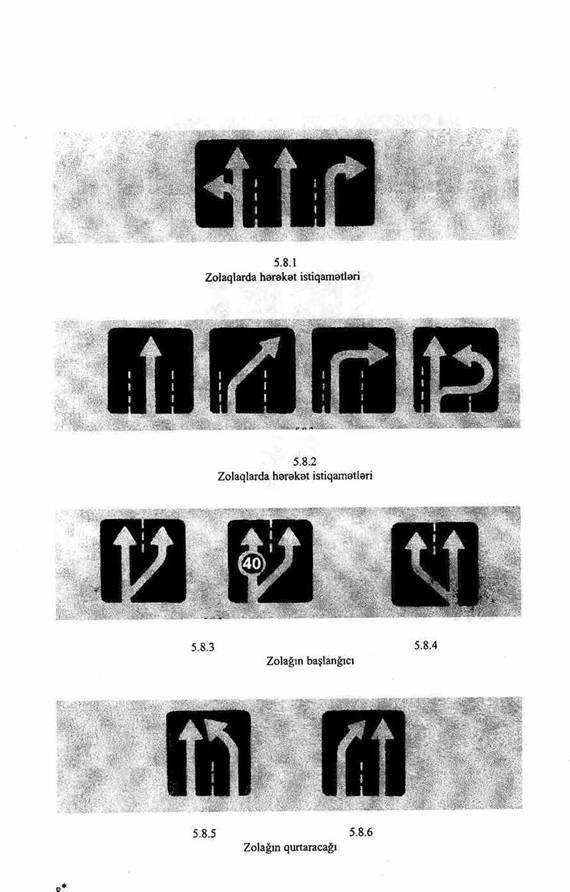 5.8.1
Zolaqlarda hərəkət istiqamətləri
5.8.2
Zolaqlarda hərəkət istiqamətləri
40
5.8.3
5.8.4
Zolağın başlanğıcı
5.8.5
5.8.6
Zolağın qurtaracağı
8*